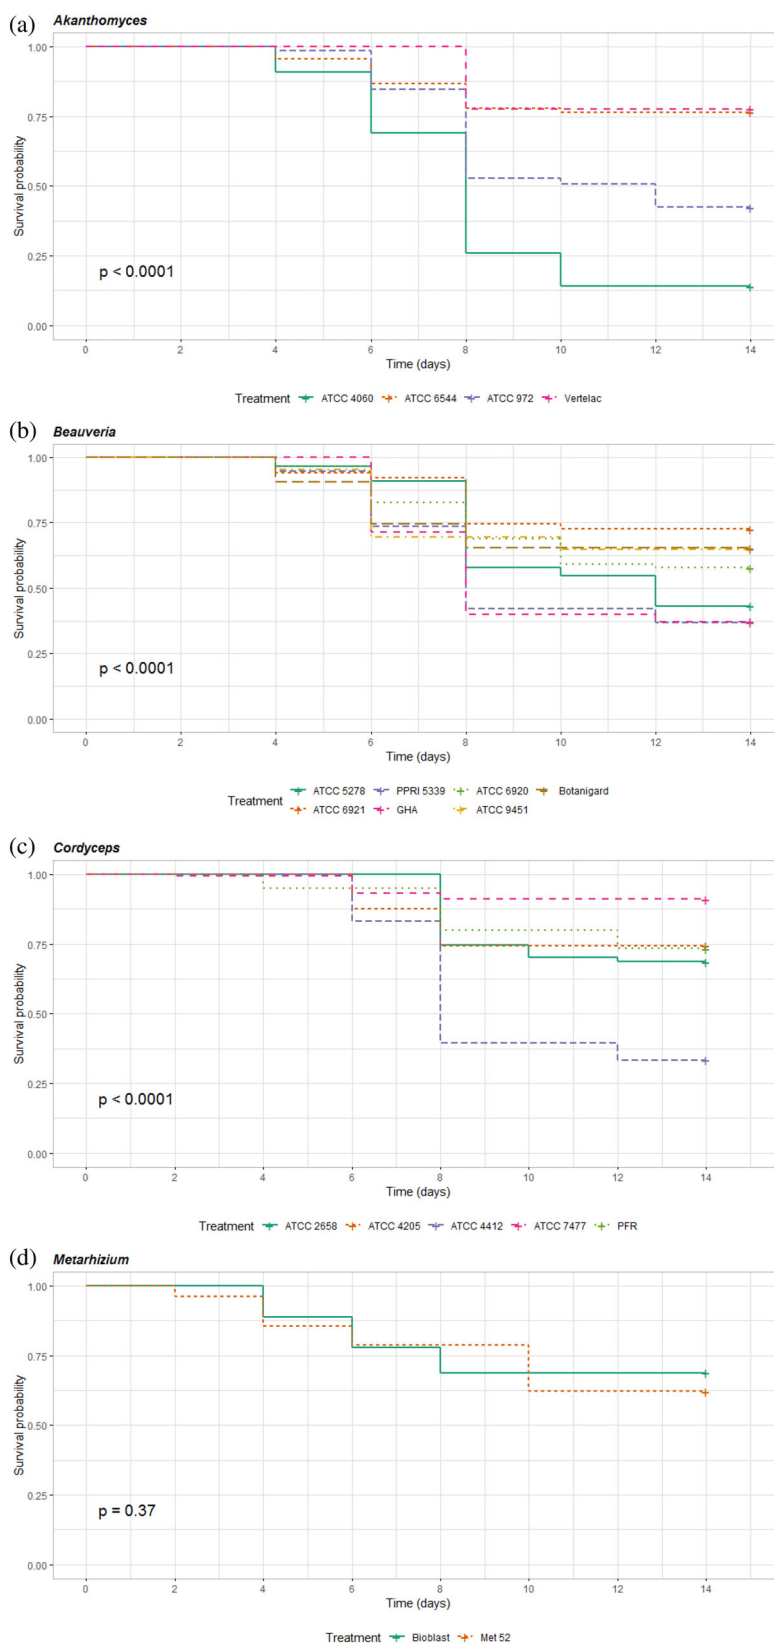 (a) Akanthomyces
1.00
0.75
0.50
0.25
0.00
Survival probability
p < 0.0001
0 2 4 6 8 10 12 14
Time (days)
Treatment ATCC 4060 ATCC 6544 ATCC 972 Vertelac
(b) Beauveria
1.00
0.75
0.50
0.25
0.00
Survival probability
p < 0.0001
0 2 4 6 8 10 12 14
Time (days)
Treatment
ATCC 5278 PPRI 5339 ATCC 6920 Botanigard
ATCC 6921 GHA ATCC 9451
(c) Cordyceps
1.00
0.75
0.50
0.25
0.00
Survival probability
p < 0.0001
0 2 4 6 8 10 12 14
Time (days)
Treatment ATCC 2658 ATCC 4205 ATCC 4412 ATCC 7477 PFR
(d) Metarhizium
1.00
0.75
0.50
0.25
0.00
Survival probability
p = 0.37
0 2 4 6 8 10 12 14
Time (days)
Treatment Bioblast Met 52